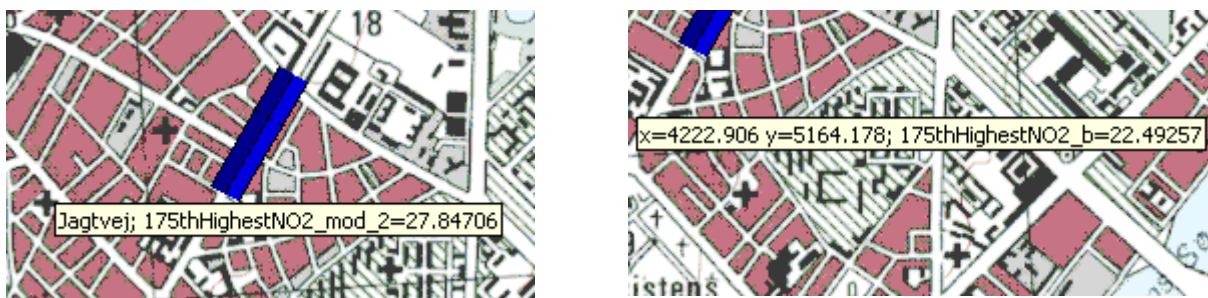 18
Jagtvej; 175thHighestNO2_mod_2=27.84706
x=4222.906 y=5164.178; 175thHighestNO2_b=22.49257
istens